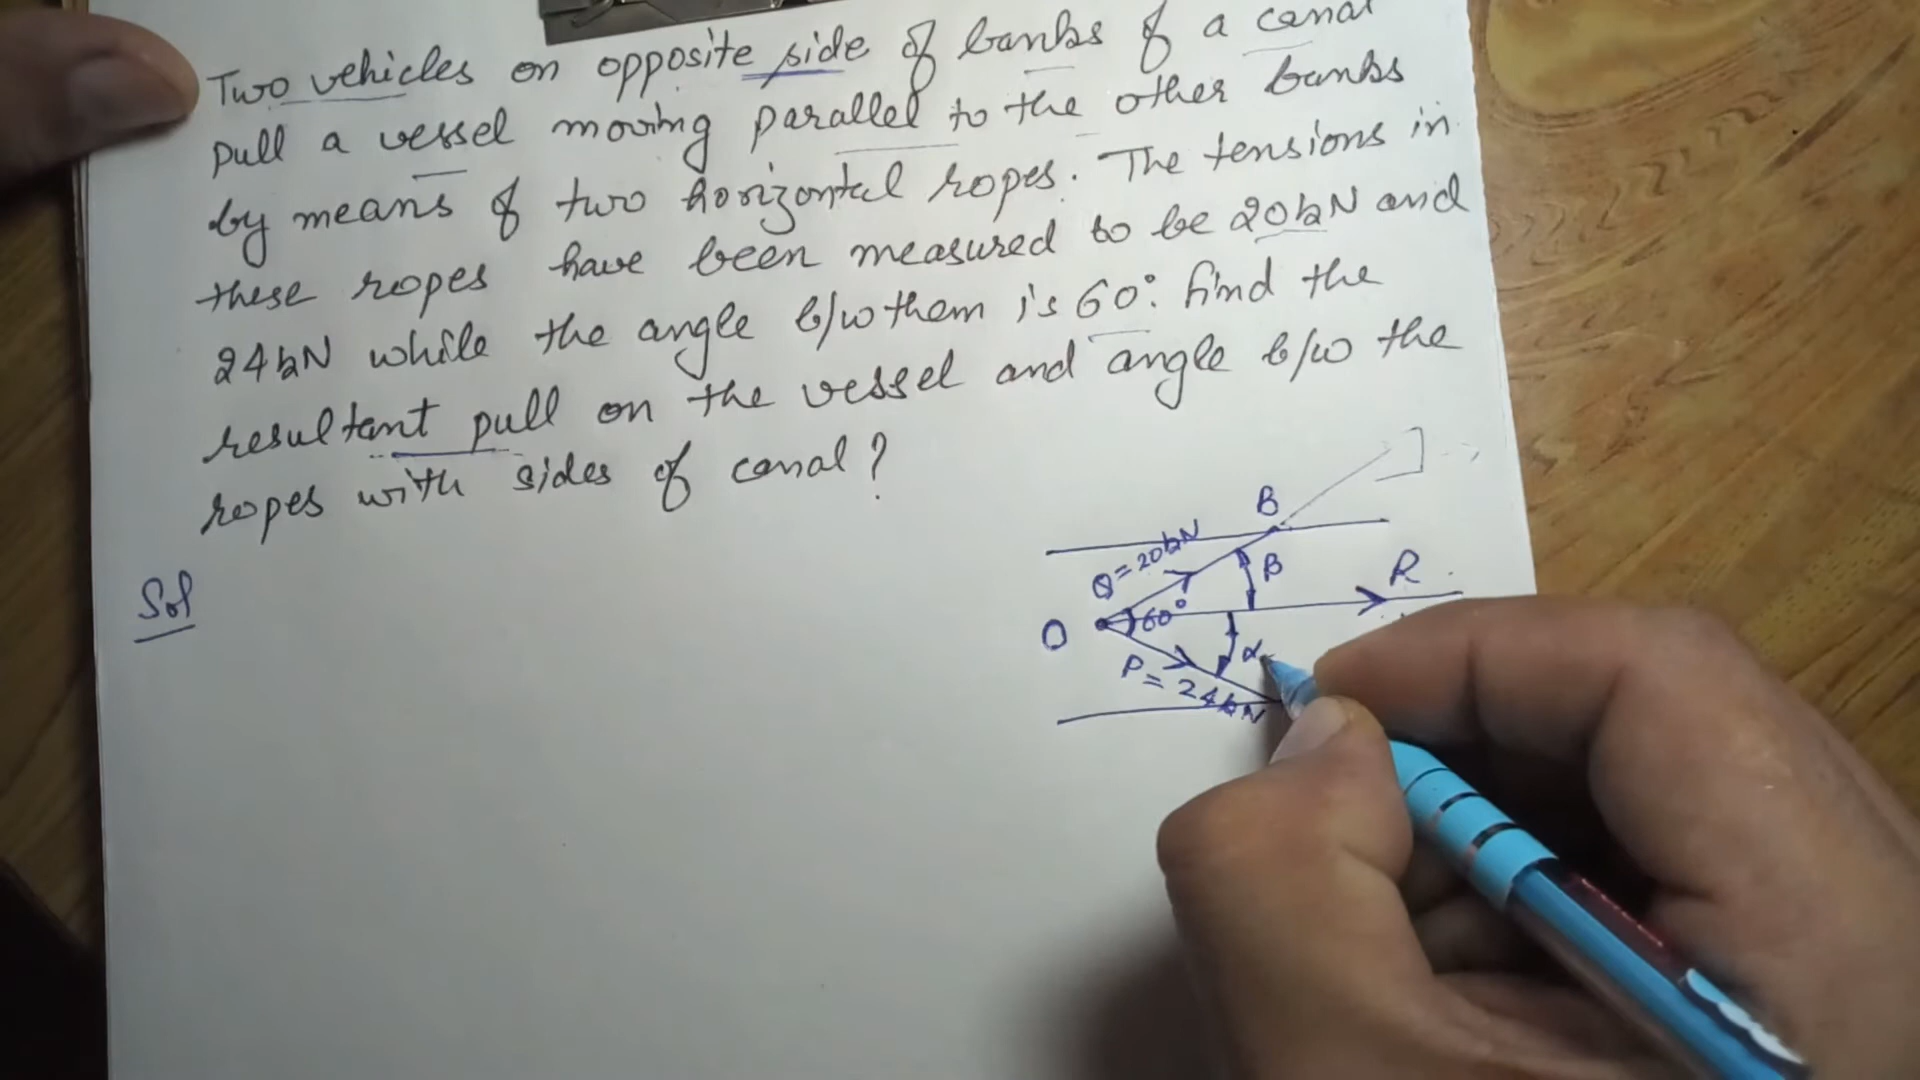 Two vehicles on opposite side of banks of a canal
pull a vessel moving parallel to the other banks
by means of two horizontal ropes. The tensions in
these ropes have been measured to be 20kN and
24kN while the angle b/w them is 60°. find the
resultant pull on the vessel and angle b/w the
ropes with sides of canal?
Sol
B
Q = 20kN
β
R
O
60°
α
P = 24kN